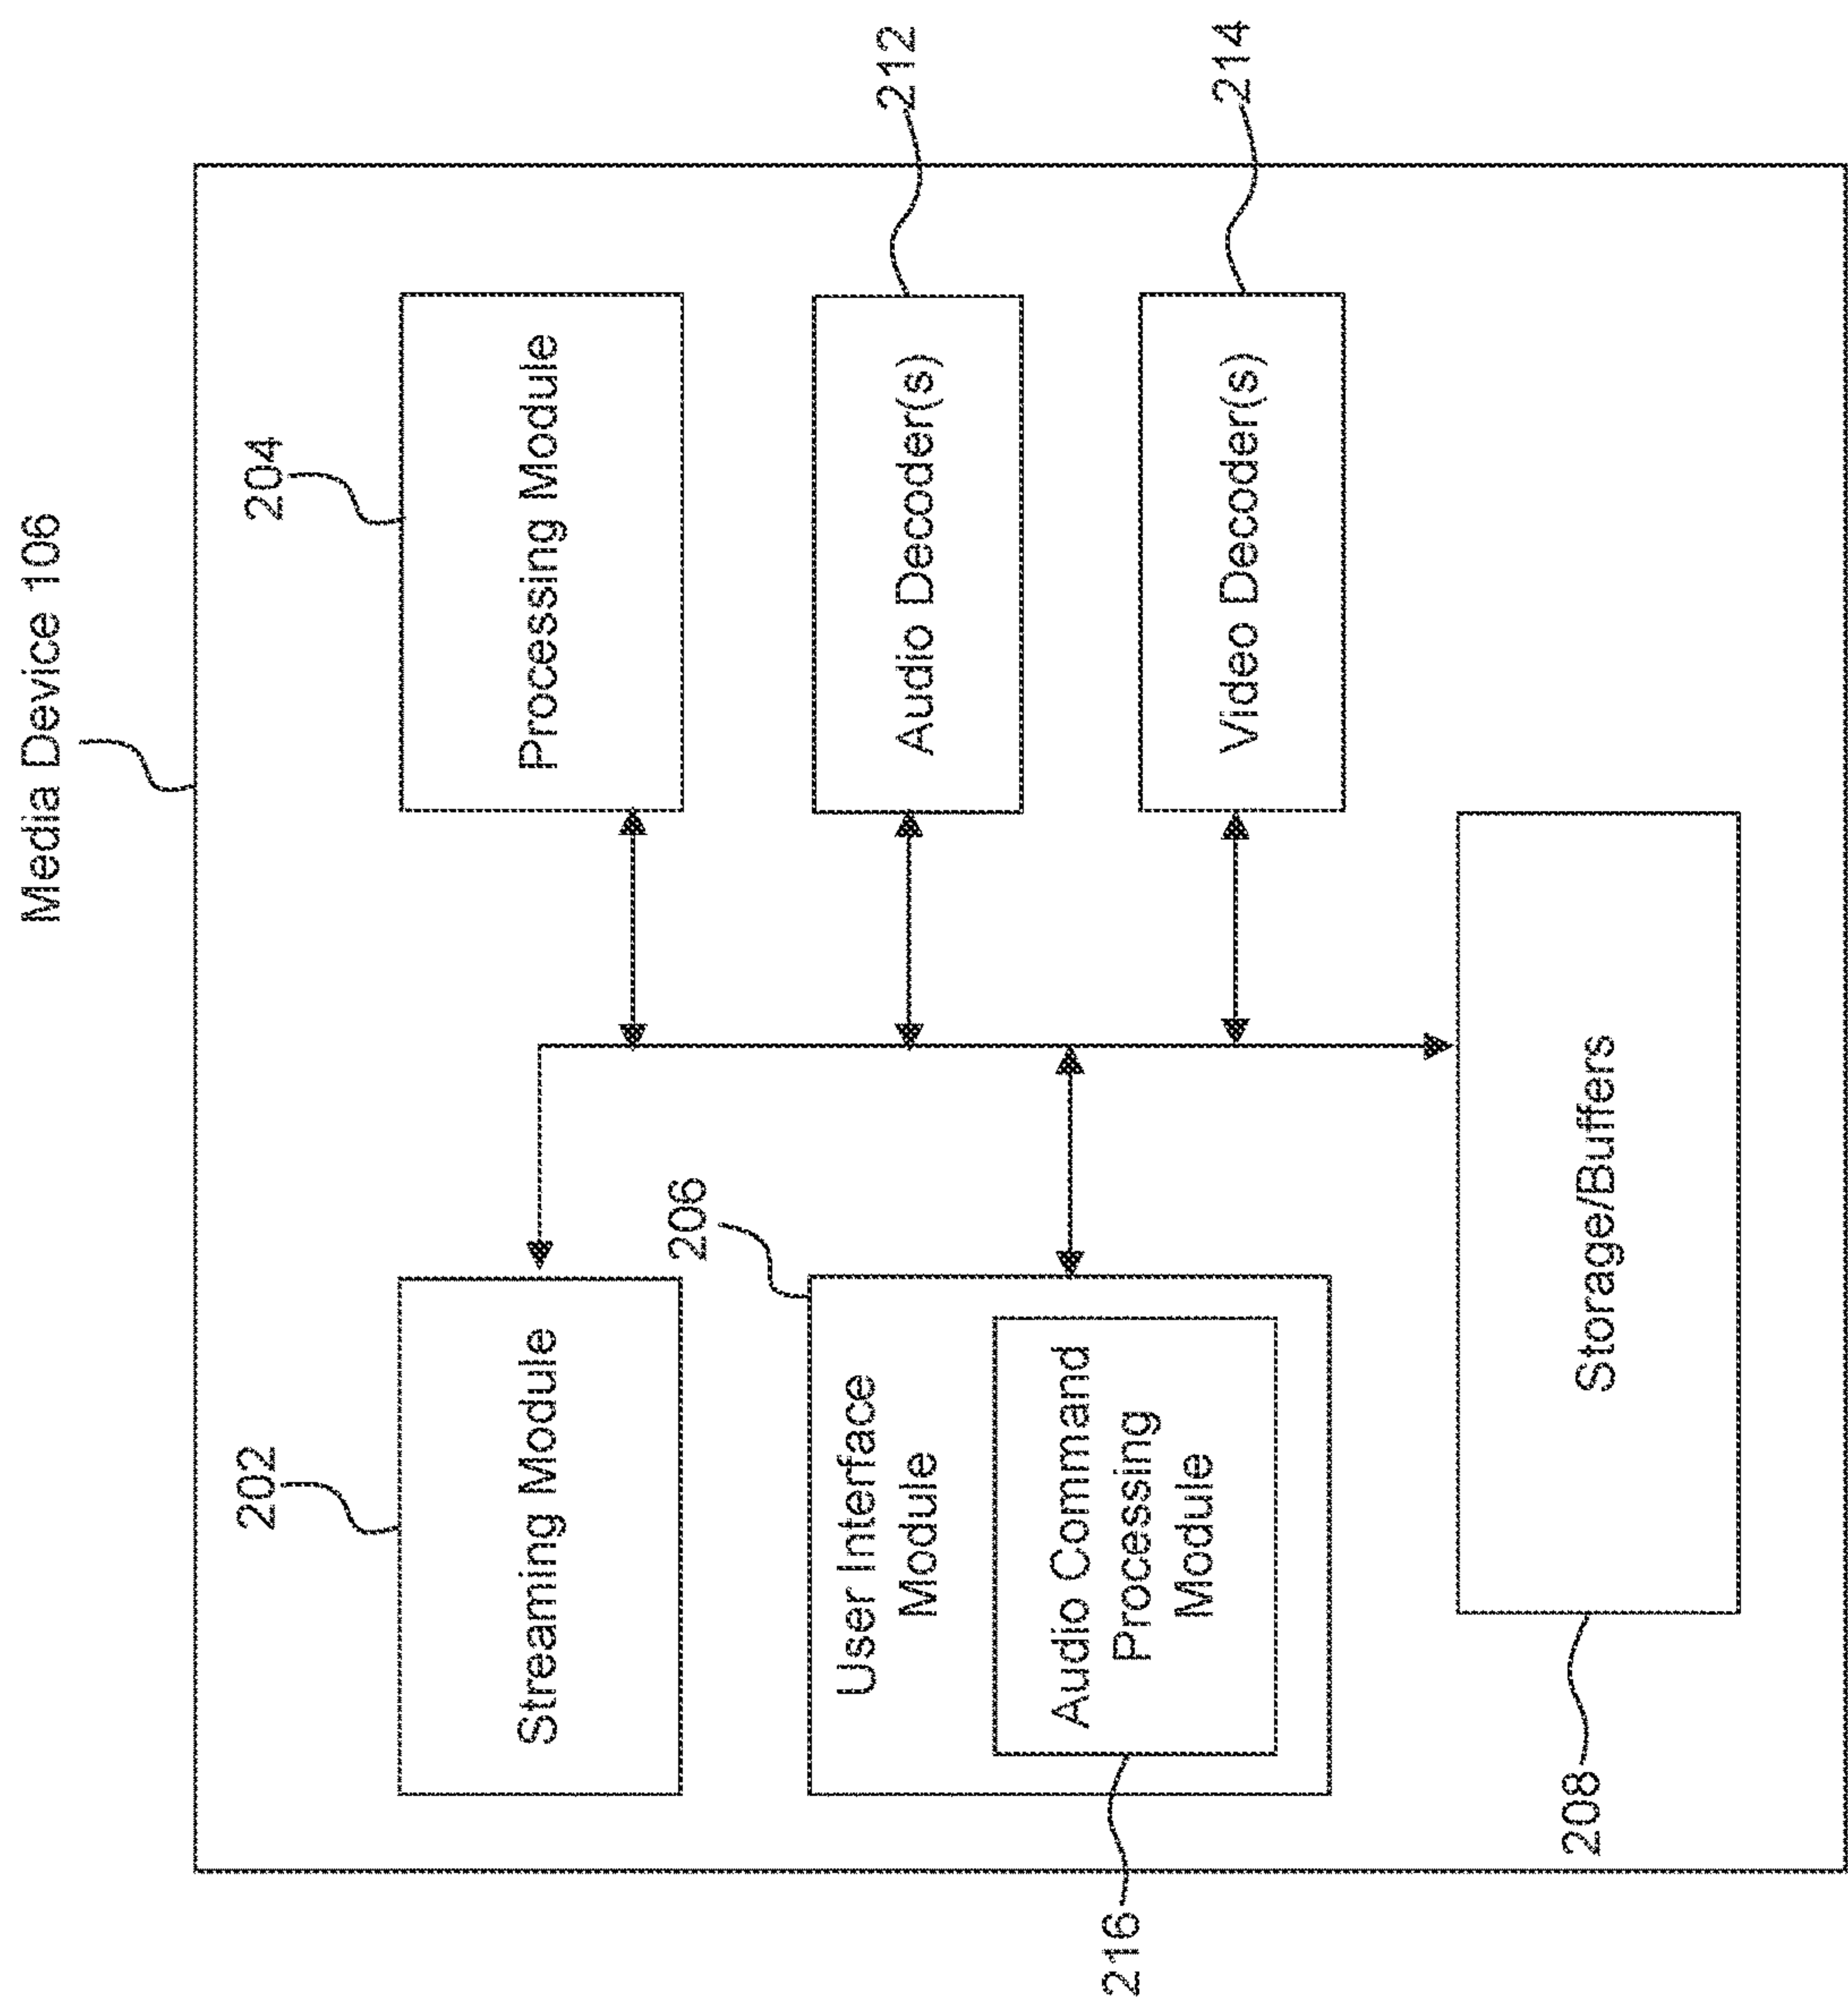 Media Device 106
202
204
Streaming Module
Processing Module
206
212
User Interface
Module
Audio Decoder(s)
Audio Command
Processing
Module
216
214
Video Decoder(s)
Storage/Buffers
208